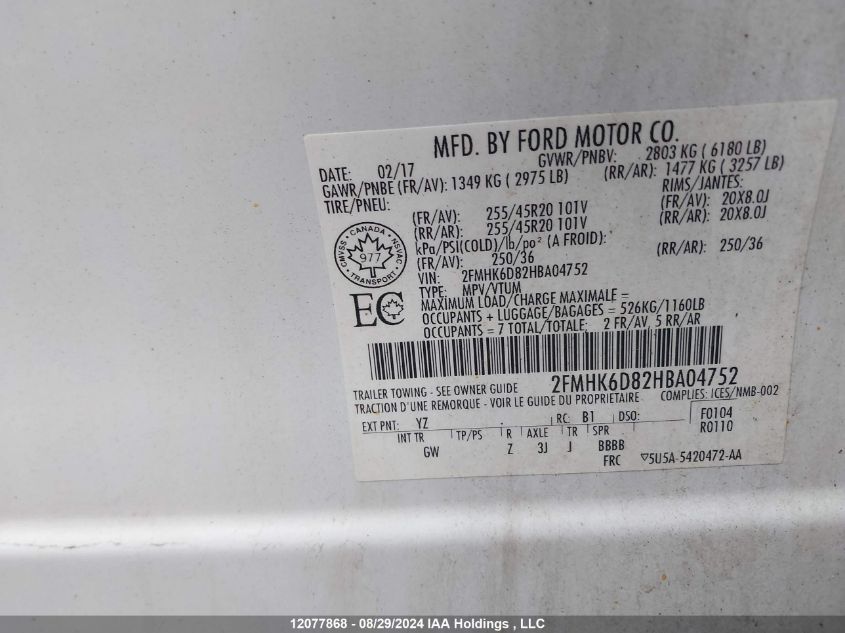 MFD. BY FORD MOTOR CO.
DATE: 02/17 GVWR/PNBV: 2803 KG ( 6180 LB)
GAWR/PNBE (FR/AV): 1349 KG ( 2975 LB) (RR/AR): 1477 KG ( 3257 LB)
TIRE/PNEU: RIMS/JANTES:
(FR/AV): 255/45R20 101V (FR/AV): 20X8.0J
(RR/AR): 255/45R20 101V (RR/AR): 20X8.0J
kPa/PSI(COLD)/lb/po² (A FROID):
(FR/AV): 250/36 (RR/AR): 250/36
VIN: 2FMHK6D82HBA04752
TYPE: MPV/VTUM
CANADA
CMVSS NSVAC
977
TRANSPORT
EC
MAXIMUM LOAD/CHARGE MAXIMALE =
OCCUPANTS + LUGGAGE/BAGAGES = 526KG/1160LB
OCCUPANTS = 7 TOTAL/TOTALE: 2 FR/AV, 5 RR/AR
2FMHK6D82HBA04752
TRAILER TOWING - SEE OWNER GUIDE COMPLIES: ICES/NMB-002
TRACTION D'UNE REMORQUE - VOIR LE GUIDE DU PROPRIETAIRE
EXT PNT: YZ RC: B1 DSO: F0104
INT TR TP/PS R AXLE TR SPR R0110
GW Z 3J J BBBB
FRC ▽5U5A-5420472-AA
12077868 - 08/29/2024 IAA Holdings , LLC